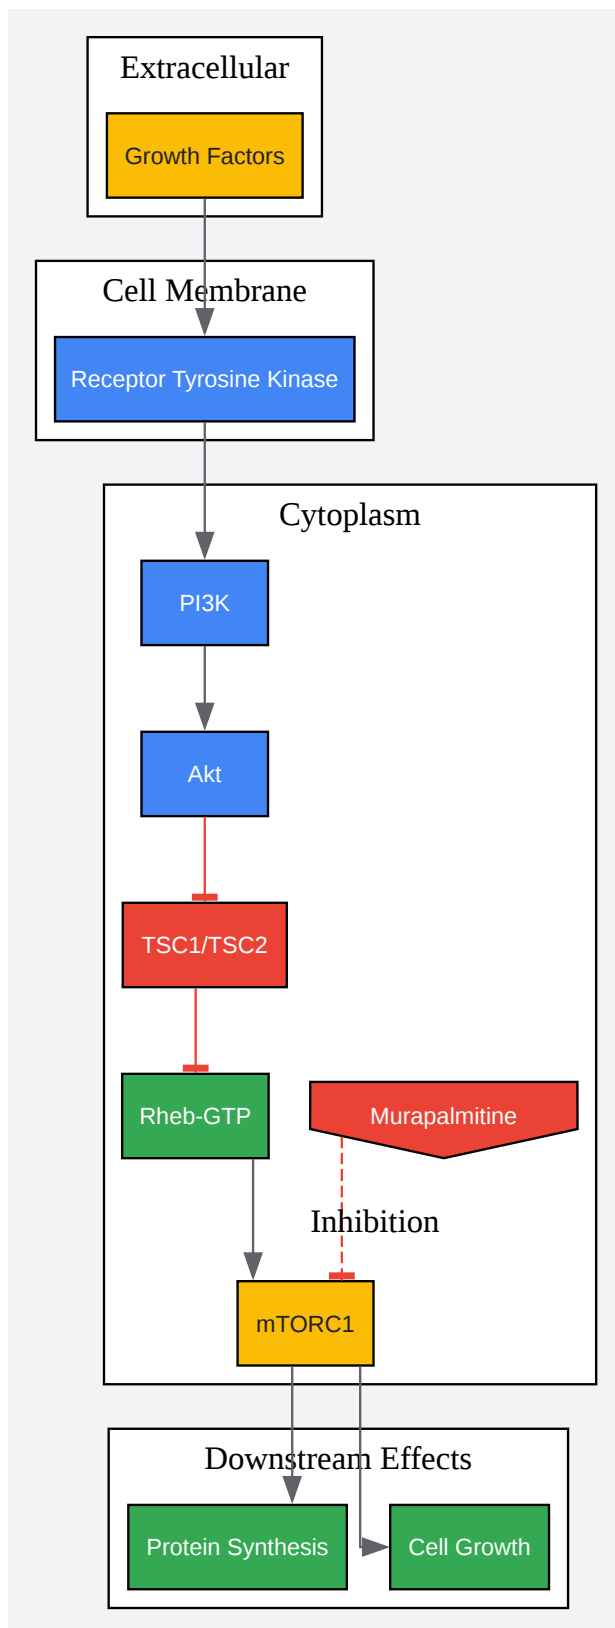 Extracellular
Growth Factors
Cell Membrane
Receptor Tyrosine Kinase
Cytoplasm
PI3K
Akt
TSC1/TSC2
Rheb-GTP
Murapalmitine
Inhibition
mTORC1
Downstream Effects
Protein Synthesis
Cell Growth